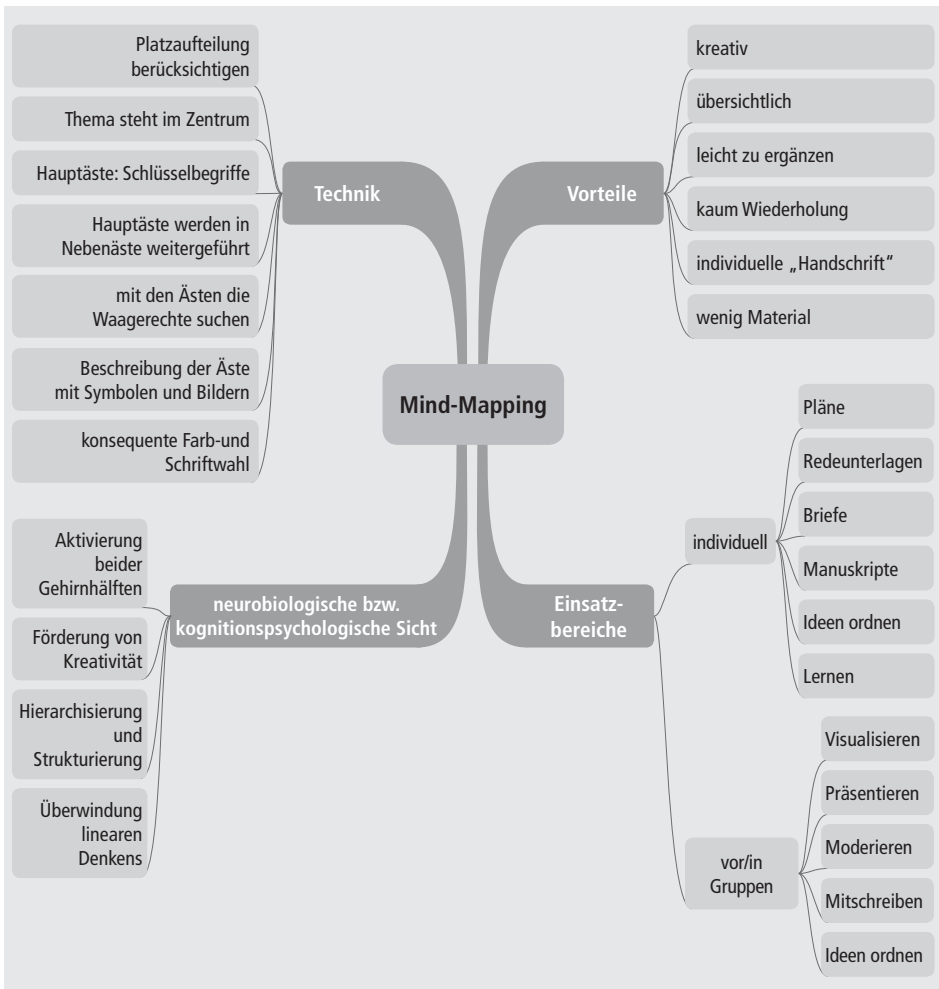 Mind-Mapping
Technik
Platzaufteilung
berücksichtigen
Thema steht im Zentrum
Hauptäste: Schlüsselbegriffe
Hauptäste werden in
Nebenäste weitergeführt
mit den Ästen die
Waagerechte suchen
Beschreibung der Äste
mit Symbolen und Bildern
konsequente Farb-und
Schriftwahl
Vorteile
kreativ
übersichtlich
leicht zu ergänzen
kaum Wiederholung
individuelle „Handschrift“
wenig Material
neurobiologische bzw.
kognitionspsychologische Sicht
Aktivierung
beider
Gehirnhälften
Förderung von
Kreativität
Hierarchisierung
und
Strukturierung
Überwindung
linearen
Denkens
Einsatz-
bereiche
individuell
Pläne
Redeunterlagen
Briefe
Manuskripte
Ideen ordnen
Lernen
vor/in
Gruppen
Visualisieren
Präsentieren
Moderieren
Mitschreiben
Ideen ordnen